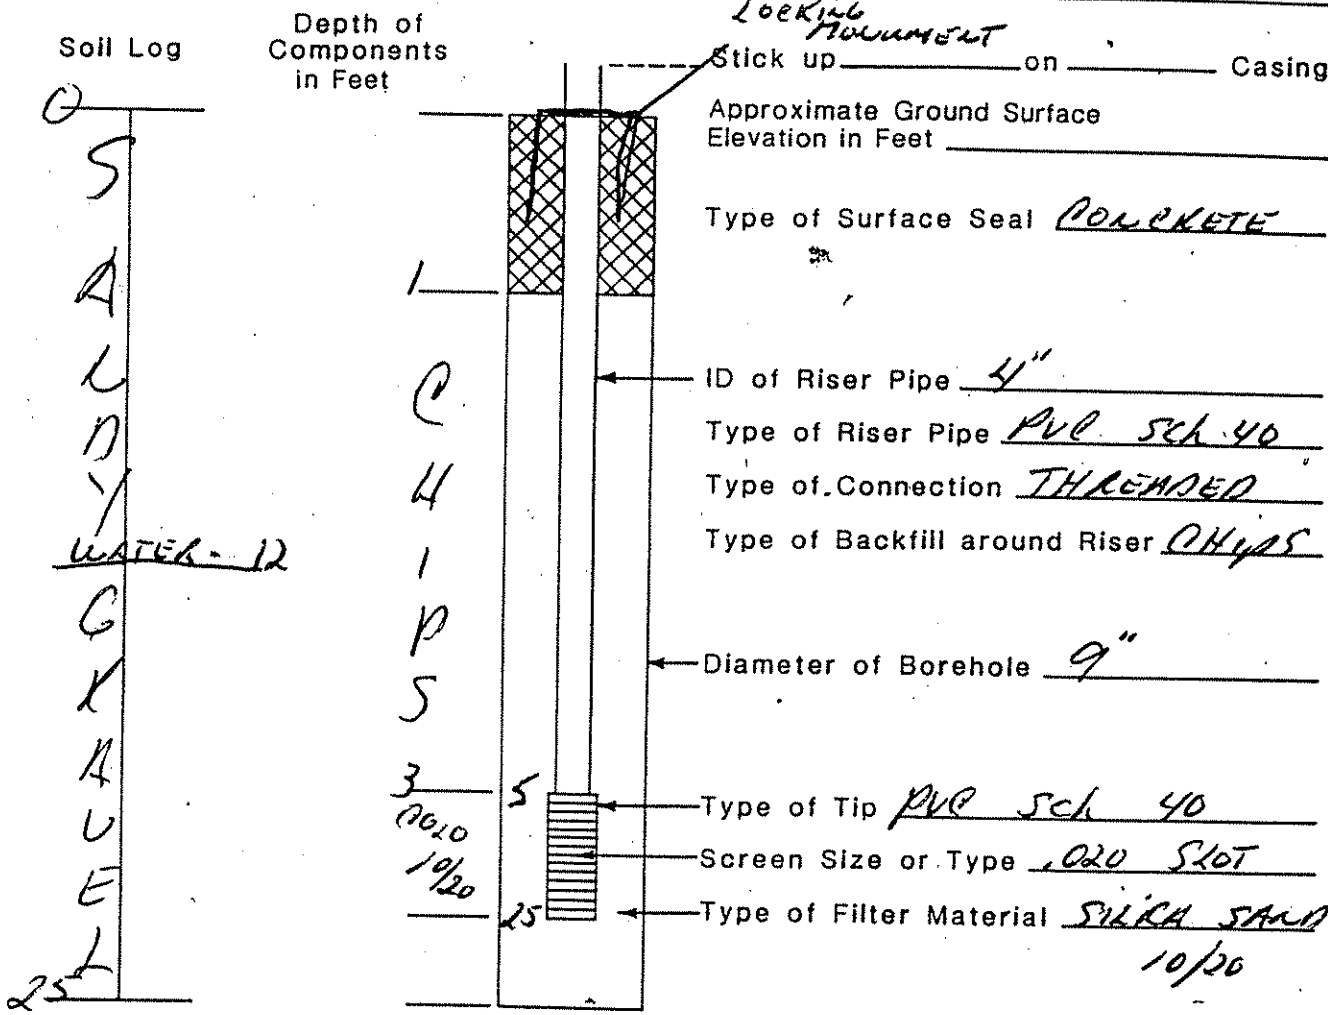 LOCKING
MONUMENT
Soil Log
Depth of
Components
in Feet
Stick up on Casing
Approximate Ground Surface
Elevation in Feet
Type of Surface Seal CONCRETE
0
SANDY
WATER - 12
GRAVEL
25
1
CHIPS
3
COLO
10/20
5
25
ID of Riser Pipe 4"
Type of Riser Pipe PVC Sch 40
Type of Connection THREADED
Type of Backfill around Riser CHIPS
Diameter of Borehole 9"
Type of Tip PVC Sch 40
Screen Size or Type .020 SLOT
Type of Filter Material SILICA SAND
10/20